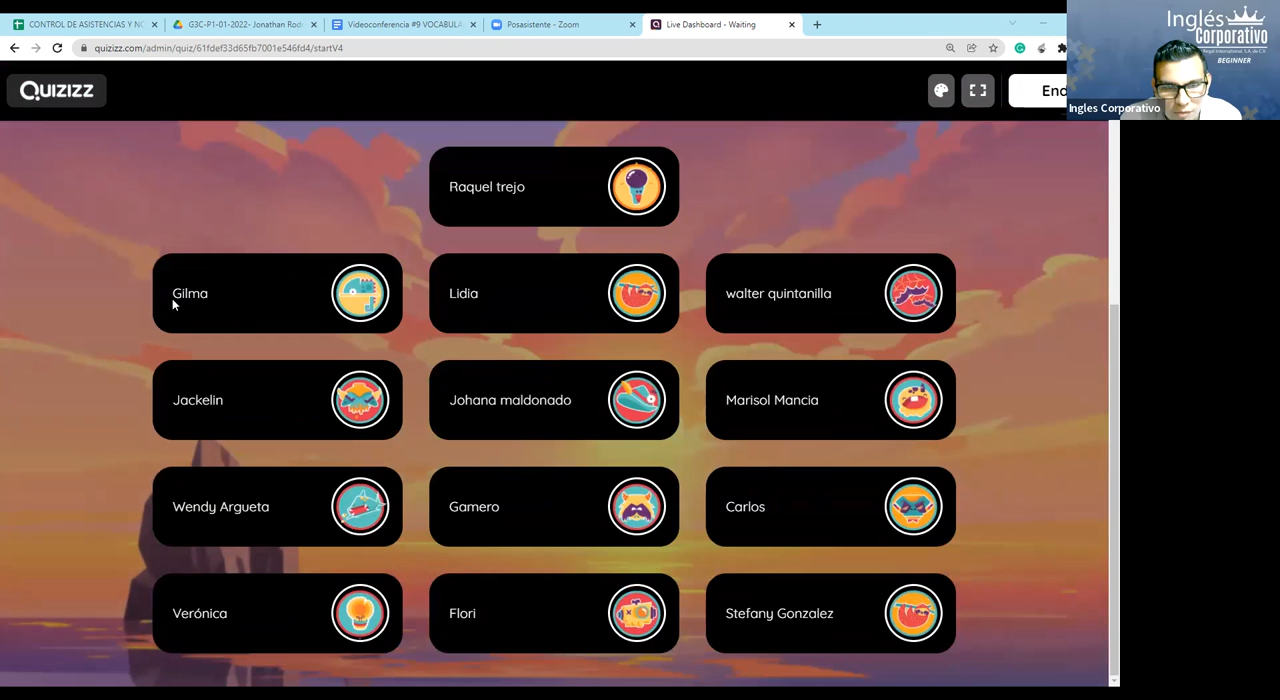 CONTROL DE ASISTENCIAS Y NO
G3C-P1-01-2022- Jonathan Rod
Videoconferencia #9 VOCABULA
Posasistente - Zoom
Live Dashboard - Waiting
quizizz.com/admin/quiz/61fdef33d65fb7001e546fd4/startV4
Inglés
Corporativo
BEGINNER
Ingles Corporativo
QUIZIZZ
End
Raquel trejo
Gilma
Lidia
walter quintanilla
Jackelin
Johana maldonado
Marisol Mancia
Wendy Argueta
Gamero
Carlos
Verónica
Flori
Stefany Gonzalez